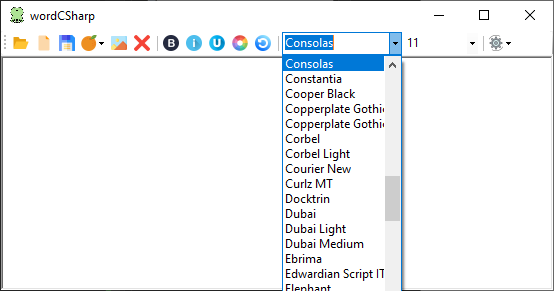 wordCSharp
B i U Consolas 11
Consolas
Constantia
Cooper Black
Copperplate Gothic
Copperplate Gothic
Corbel
Corbel Light
Courier New
Curlz MT
Docktrin
Dubai
Dubai Light
Dubai Medium
Ebrima
Edwardian Script IT
Elephant